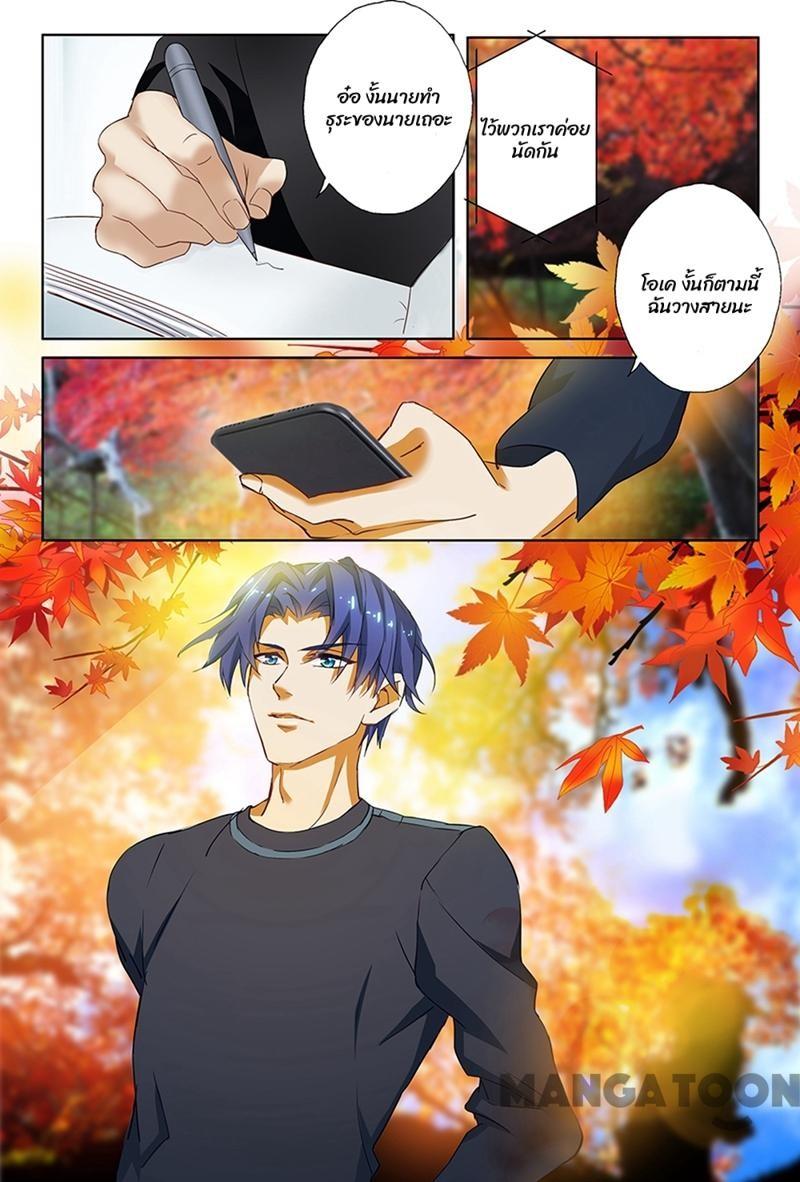 อ๋อ งั้นนายทำ
ธุระของนายเถอะ
ไว้พวกเราค่อย
นัดกัน
โอเค งั้นก็ตามนี้
ฉันวางสายนะ
MANGATOON